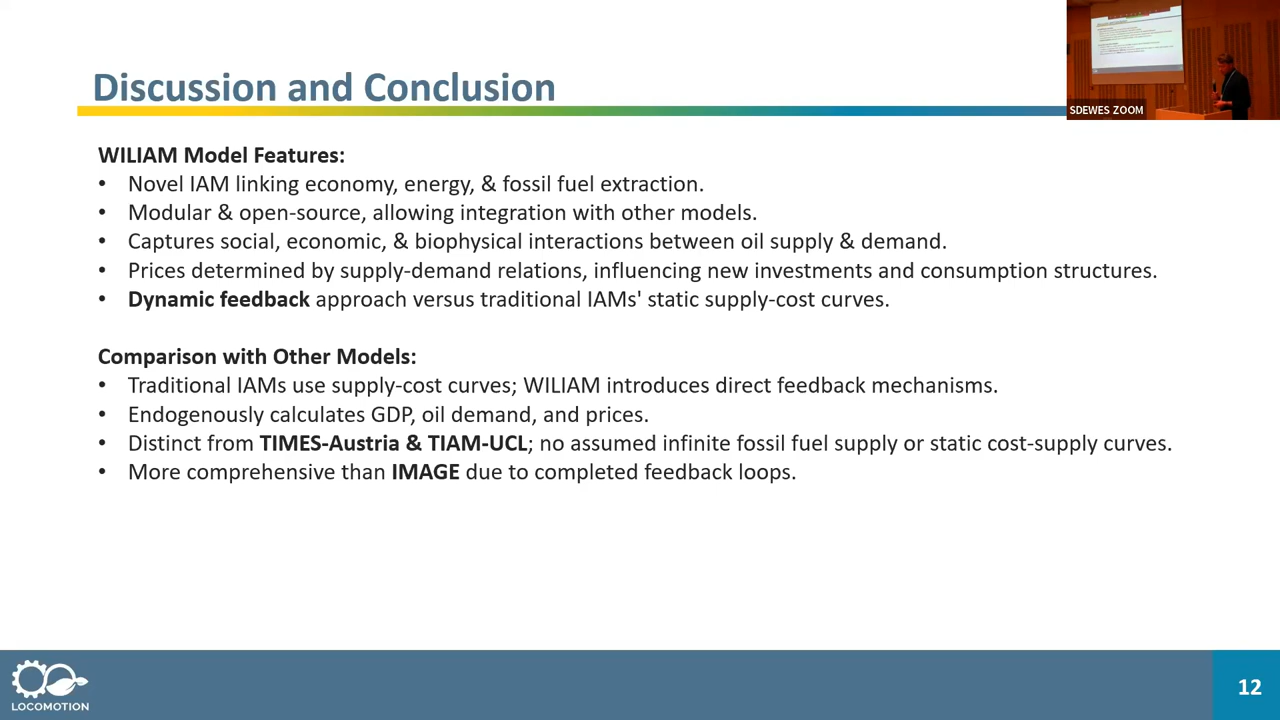 Discussion and Conclusion
SDEWES ZOOM
WILIAM Model Features:
• Novel IAM linking economy, energy, & fossil fuel extraction.
• Modular & open-source, allowing integration with other models.
• Captures social, economic, & biophysical interactions between oil supply & demand.
• Prices determined by supply-demand relations, influencing new investments and consumption structures.
• Dynamic feedback approach versus traditional IAMs' static supply-cost curves.
Comparison with Other Models:
• Traditional IAMs use supply-cost curves; WILIAM introduces direct feedback mechanisms.
• Endogenously calculates GDP, oil demand, and prices.
• Distinct from TIMES-Austria & TIAM-UCL; no assumed infinite fossil fuel supply or static cost-supply curves.
• More comprehensive than IMAGE due to completed feedback loops.
LOCOMOTION
12